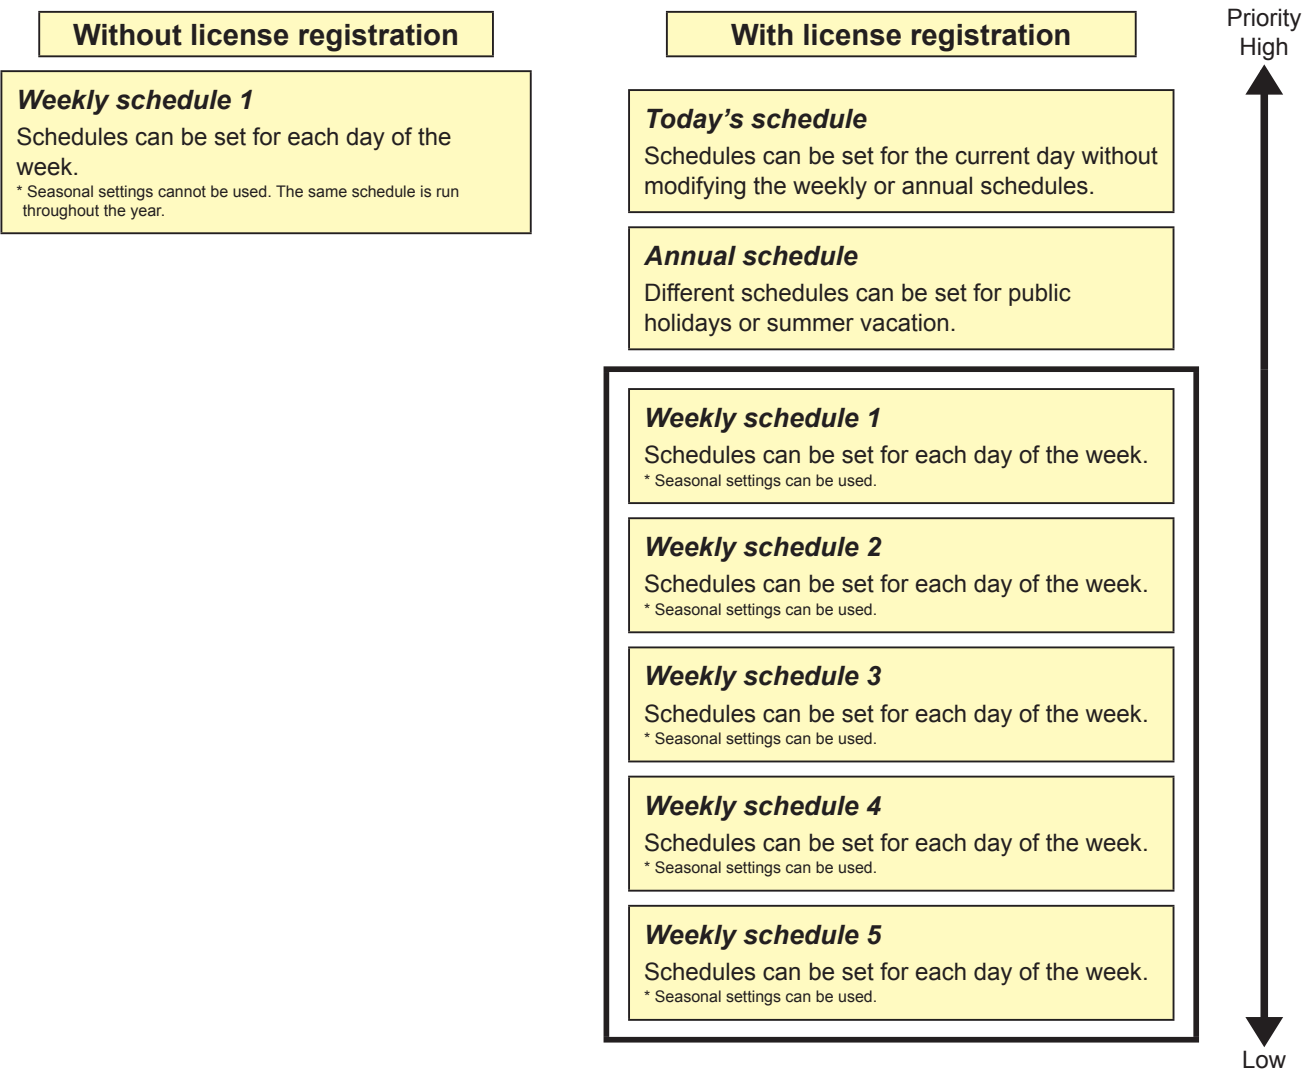 Without license registration
Weekly schedule 1
Schedules can be set for each day of the
week.
* Seasonal settings cannot be used. The same schedule is run
throughout the year.
With license registration
Today's schedule
Schedules can be set for the current day without
modifying the weekly or annual schedules.
Annual schedule
Different schedules can be set for public
holidays or summer vacation.
Weekly schedule 1
Schedules can be set for each day of the week.
* Seasonal settings can be used.
Weekly schedule 2
Schedules can be set for each day of the week.
* Seasonal settings can be used.
Weekly schedule 3
Schedules can be set for each day of the week.
* Seasonal settings can be used.
Weekly schedule 4
Schedules can be set for each day of the week.
* Seasonal settings can be used.
Weekly schedule 5
Schedules can be set for each day of the week.
* Seasonal settings can be used.
Priority
High
Low